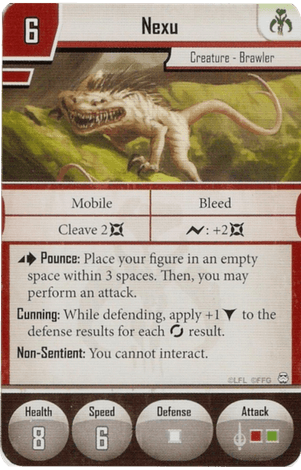 6
Nexu
Creature - Brawler
Mobile
Bleed
Cleave 2
: +2
Pounce: Place your figure in an empty
space within 3 spaces. Then, you may
perform an attack.
Cunning: While defending, apply +1 to the
defense results for each result.
Non-Sentient: You cannot interact.
©LFL ©FFG
Health
Speed
Defense
Attack
8
6